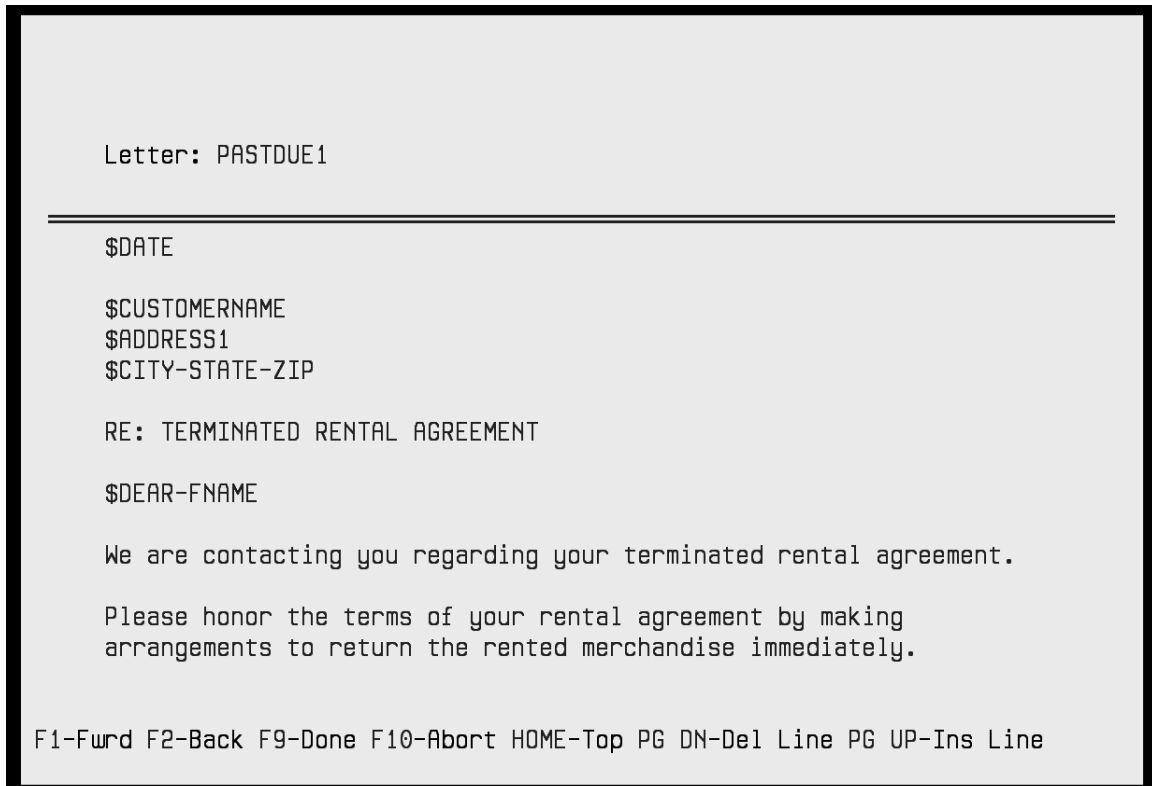 Letter: PASTDUE1
$DATE
$CUSTOMERNAME
$ADDRESS1
$CITY-STATE-ZIP
RE: TERMINATED RENTAL AGREEMENT
$DEAR-FNAME
We are contacting you regarding your terminated rental agreement.
Please honor the terms of your rental agreement by making
arrangements to return the rented merchandise immediately.
F1-Fwrd F2-Back F9-Done F10-Abort HOME-Top PG DN-Del Line PG UP-Ins Line